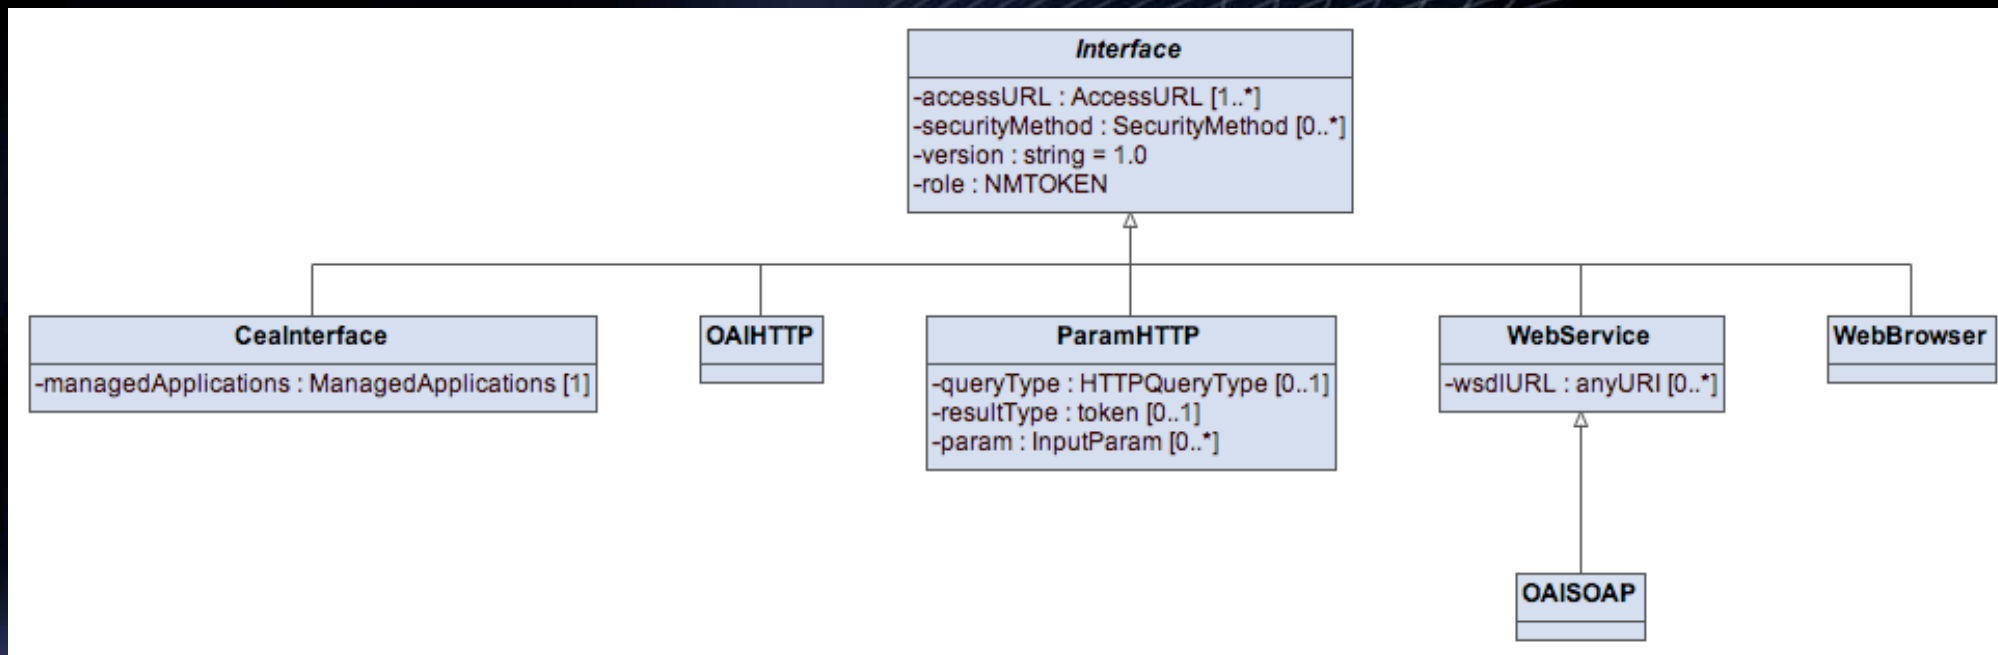 Interface
-accessURL : AccessURL [1..*]
-securityMethod : SecurityMethod [0..*]
-version : string = 1.0
-role : NMTOKEN
CeaInterface
-managedApplications : ManagedApplications [1]
OAIHTTP
ParamHTTP
-queryType : HTTPQueryType [0..1]
-resultType : token [0..1]
-param : InputParam [0..*]
WebService
-wsdlURL : anyURI [0..*]
WebBrowser
OAISOAP